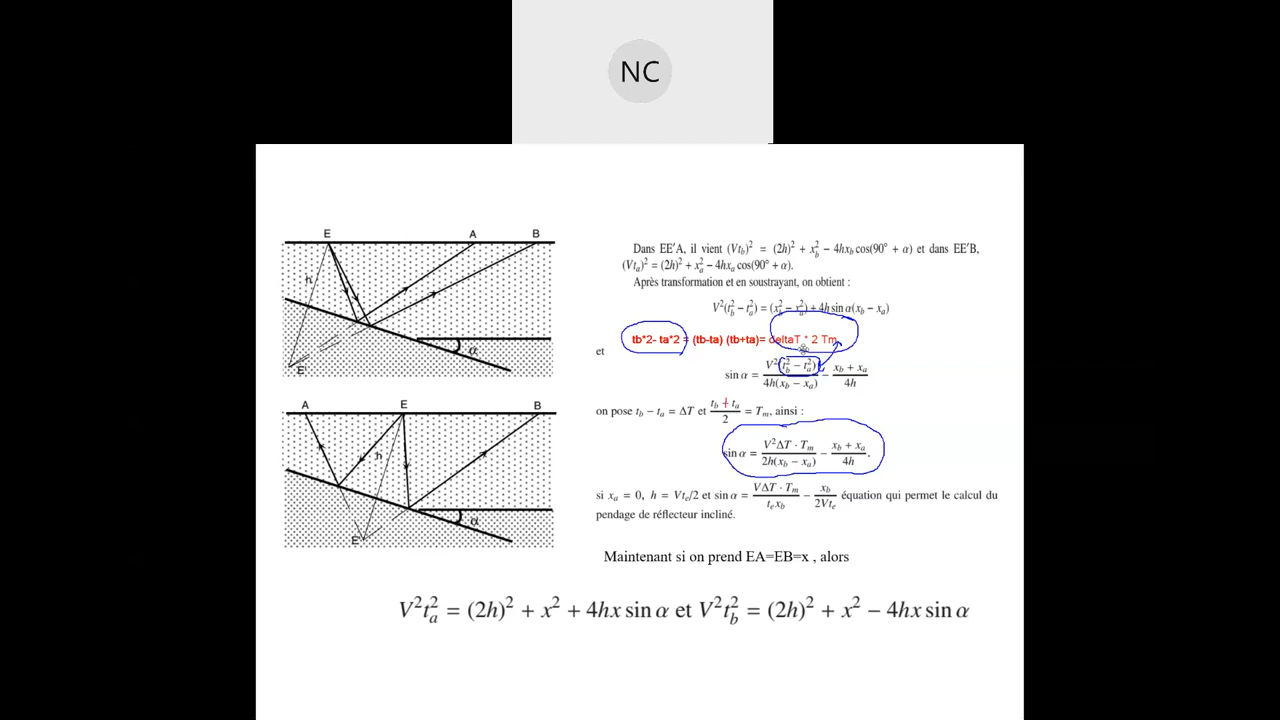 NC
E A B
h
α
E'
A E B
h
α
E'
Dans EE′A, il vient (Vt_b)² = (2h)² + x_b² − 4hx_b cos(90° + α) et dans EE′B,
(Vt_a)² = (2h)² + x_a² − 4hx_a cos(90° + α).
Après transformation et en soustrayant, on obtient :
V²(t_b² − t_a²) = (x_b² − x_a²) + 4h sin α(x_b − x_a)
tb*2- ta*2 = (tb-ta) (tb+ta)= deltaT * 2 Tm
et
sin α = V²(t_b² − t_a²) / 4h(x_b − x_a) − (x_b + x_a) / 4h
on pose t_b − t_a = ΔT et (t_b + t_a) / 2 = T_m, ainsi :
sin α = V²ΔT · T_m / 2h(x_b − x_a) − (x_b + x_a) / 4h.
si x_a = 0, h = Vt_e/2 et sin α = VΔT · T_m / t_e x_b − x_b / 2Vt_e équation qui permet le calcul du
pendage de réflecteur incliné.
Maintenant si on prend EA=EB=x , alors
V²t_a² = (2h)² + x² + 4hx sin α et V²t_b² = (2h)² + x² − 4hx sin α